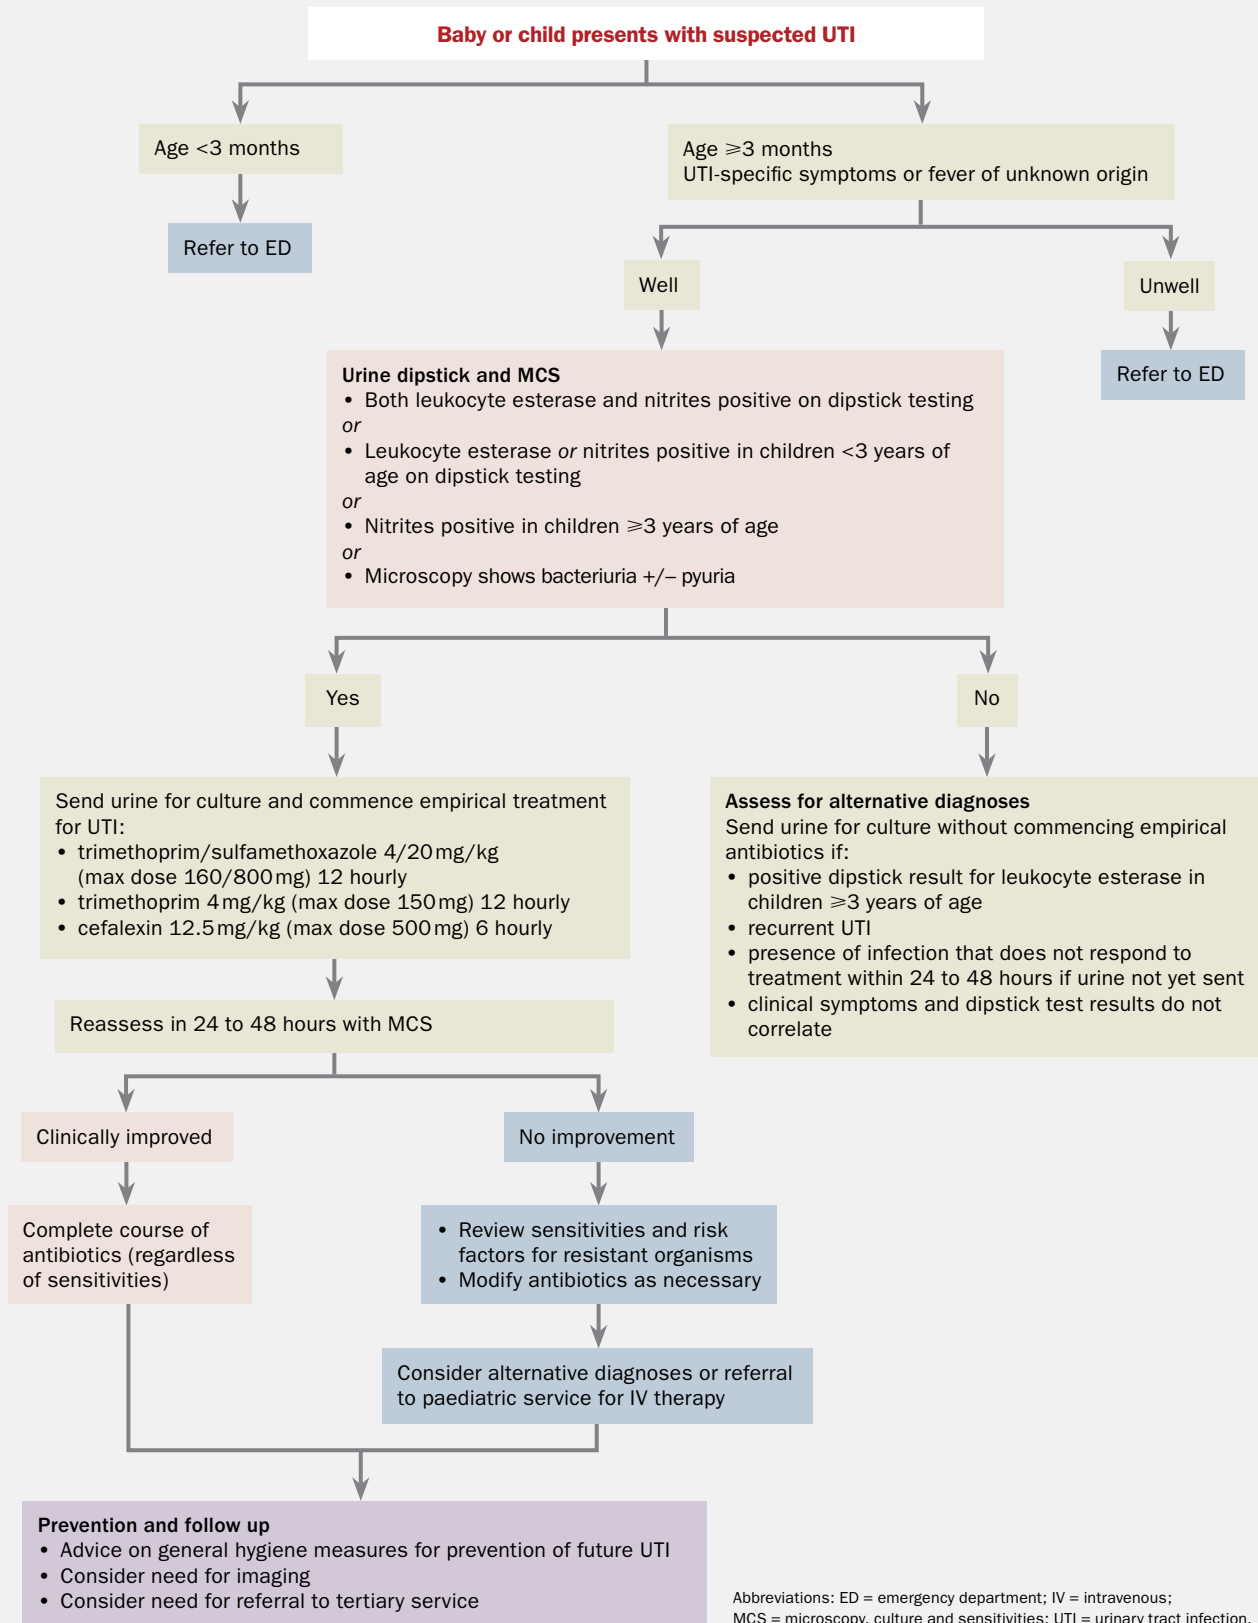 Baby or child presents with suspected UTI
Age <3 months
Age ⩾3 months
UTI-specific symptoms or fever of unknown origin
Refer to ED
Well
Unwell
Refer to ED
Urine dipstick and MCS
• Both leukocyte esterase and nitrites positive on dipstick testing
or
• Leukocyte esterase or nitrites positive in children <3 years of
age on dipstick testing
or
• Nitrites positive in children ⩾3 years of age
or
• Microscopy shows bacteriuria +/– pyuria
Yes
No
Send urine for culture and commence empirical treatment
for UTI:
• trimethoprim/sulfamethoxazole 4/20 mg/kg
(max dose 160/800 mg) 12 hourly
• trimethoprim 4 mg/kg (max dose 150 mg) 12 hourly
• cefalexin 12.5 mg/kg (max dose 500 mg) 6 hourly
Assess for alternative diagnoses
Send urine for culture without commencing empirical
antibiotics if:
• positive dipstick result for leukocyte esterase in
children ⩾3 years of age
• recurrent UTI
• presence of infection that does not respond to
treatment within 24 to 48 hours if urine not yet sent
• clinical symptoms and dipstick test results do not
correlate
Reassess in 24 to 48 hours with MCS
Clinically improved
No improvement
Complete course of
antibiotics (regardless
of sensitivities)
• Review sensitivities and risk
factors for resistant organisms
• Modify antibiotics as necessary
Consider alternative diagnoses or referral
to paediatric service for IV therapy
Prevention and follow up
• Advice on general hygiene measures for prevention of future UTI
• Consider need for imaging
• Consider need for referral to tertiary service
Abbreviations: ED = emergency department; IV = intravenous;
MCS = microscopy, culture and sensitivities; UTI = urinary tract infection.